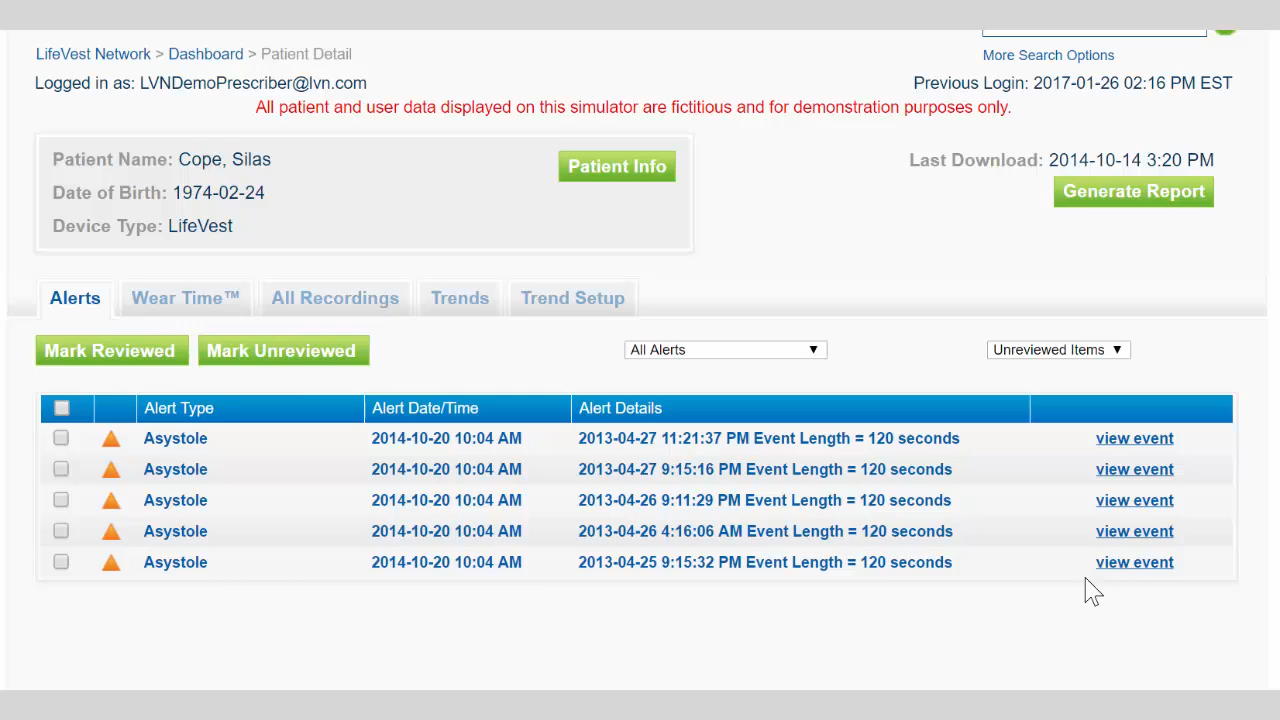 More Search Options
LifeVest Network > Dashboard > Patient Detail
Logged in as: LVNDemoPrescriber@lvn.com
Previous Login: 2017-01-26 02:16 PM EST
All patient and user data displayed on this simulator are fictitious and for demonstration purposes only.
Patient Name: Cope, Silas
Patient Info
Date of Birth: 1974-02-24
Device Type: LifeVest
Last Download: 2014-10-14 3:20 PM
Generate Report
Alerts Wear Time™ All Recordings Trends Trend Setup
Mark Reviewed Mark Unreviewed All Alerts ▼ Unreviewed Items ▼
Alert Type Alert Date/Time Alert Details
Asystole 2014-10-20 10:04 AM 2013-04-27 11:21:37 PM Event Length = 120 seconds view event
Asystole 2014-10-20 10:04 AM 2013-04-27 9:15:16 PM Event Length = 120 seconds view event
Asystole 2014-10-20 10:04 AM 2013-04-26 9:11:29 PM Event Length = 120 seconds view event
Asystole 2014-10-20 10:04 AM 2013-04-26 4:16:06 AM Event Length = 120 seconds view event
Asystole 2014-10-20 10:04 AM 2013-04-25 9:15:32 PM Event Length = 120 seconds view event